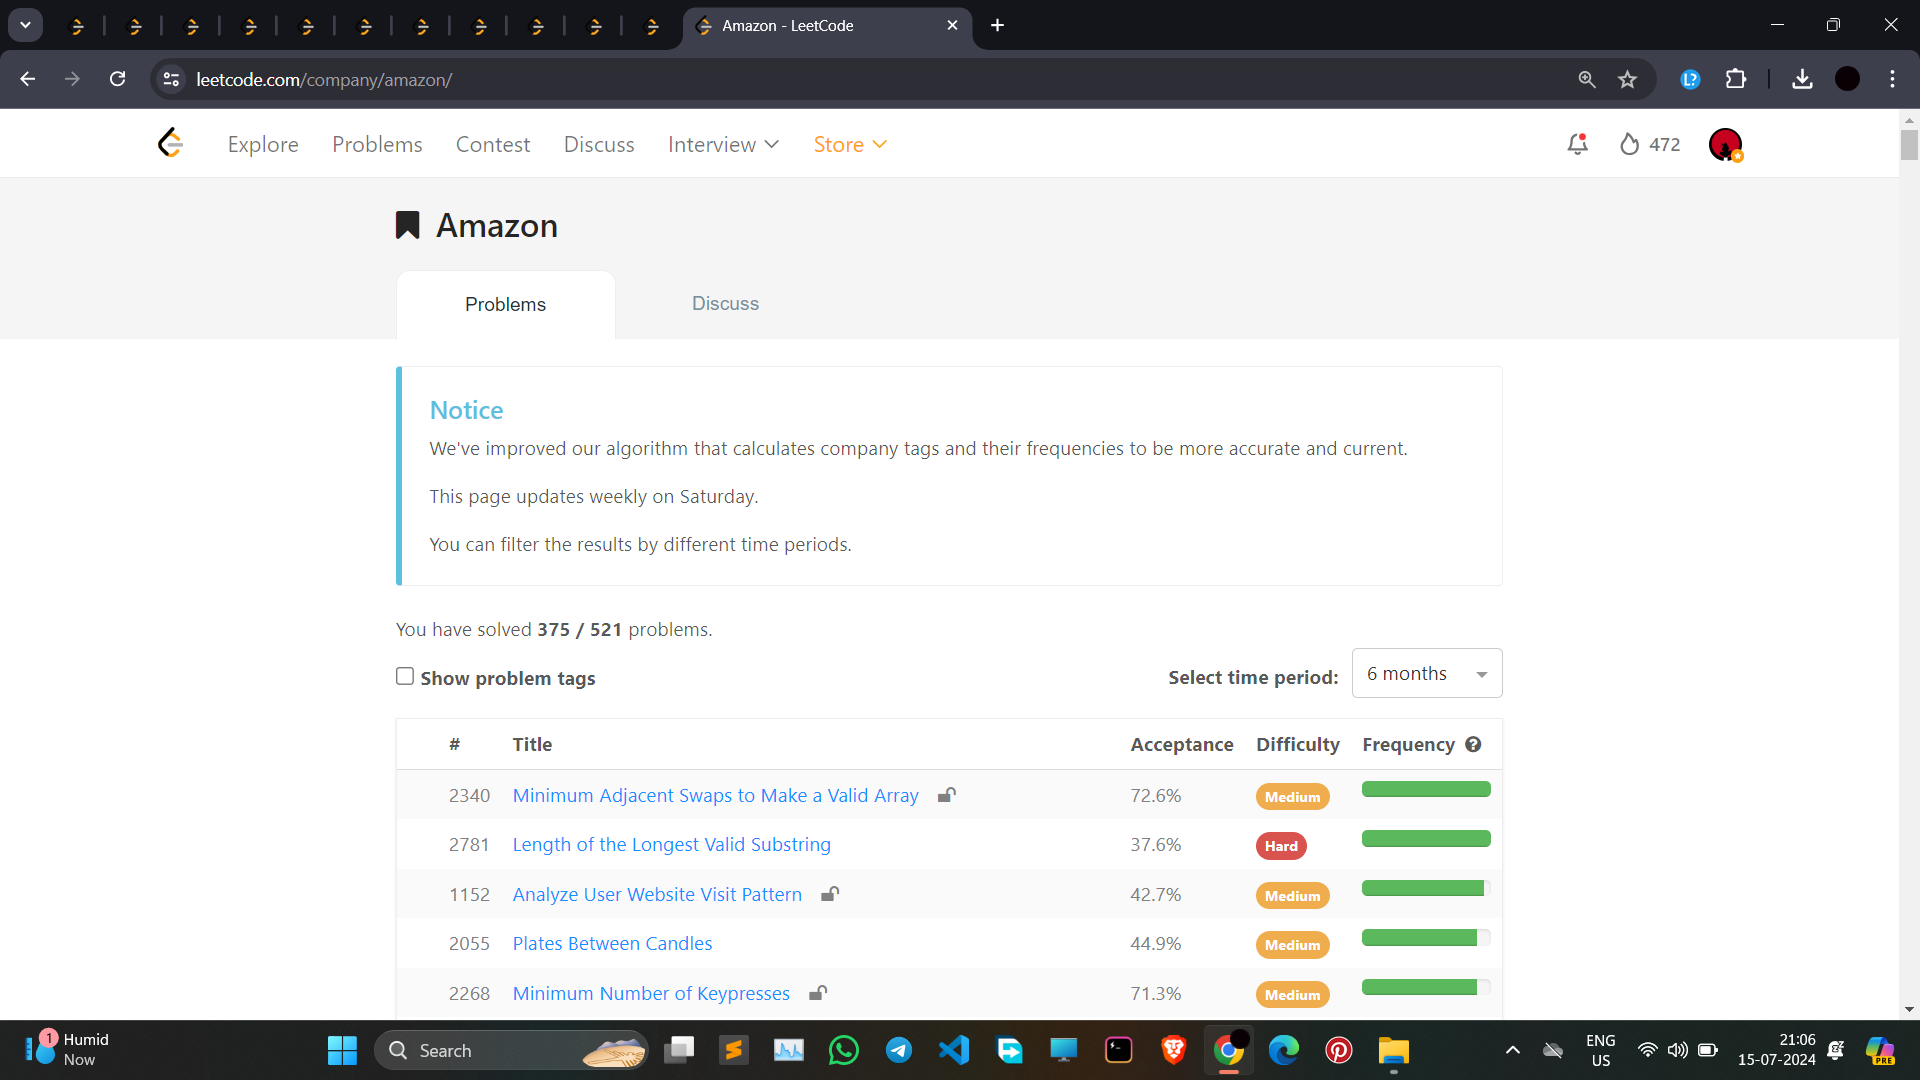 Amazon - LeetCode
leetcode.com/company/amazon/
L?
Explore Problems Contest Discuss Interview Store 472
Amazon
Problems Discuss
Notice
We've improved our algorithm that calculates company tags and their frequencies to be more accurate and current.
This page updates weekly on Saturday.
You can filter the results by different time periods.
You have solved 375 / 521 problems.
Show problem tags Select time period: 6 months
# Title Acceptance Difficulty Frequency ?
2340 Minimum Adjacent Swaps to Make a Valid Array 72.6% Medium
2781 Length of the Longest Valid Substring 37.6% Hard
1152 Analyze User Website Visit Pattern 42.7% Medium
2055 Plates Between Candles 44.9% Medium
2268 Minimum Number of Keypresses 71.3% Medium
1 Humid
Now
Search
ENG
US
21:06
15-07-2024
PRE